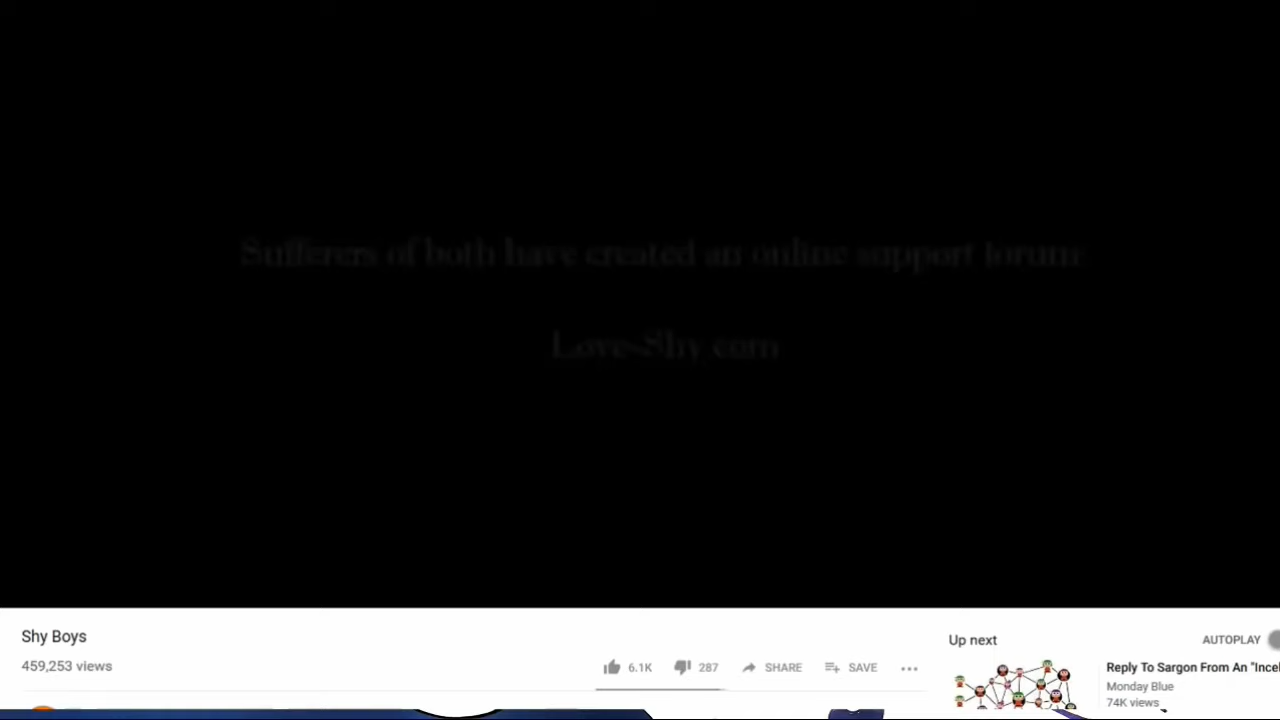 Sufferers of both have created an online support forum
Love-Shy.com
Shy Boys
459,253 views
6.1K
287
SHARE
SAVE
Up next
AUTOPLAY
Reply To Sargon From An "Incel
Monday Blue
74K views